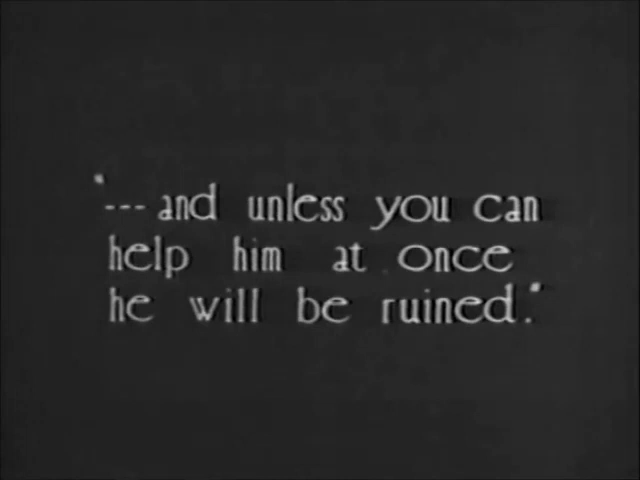 "--- and unless you can
help him at once
he will be ruined."